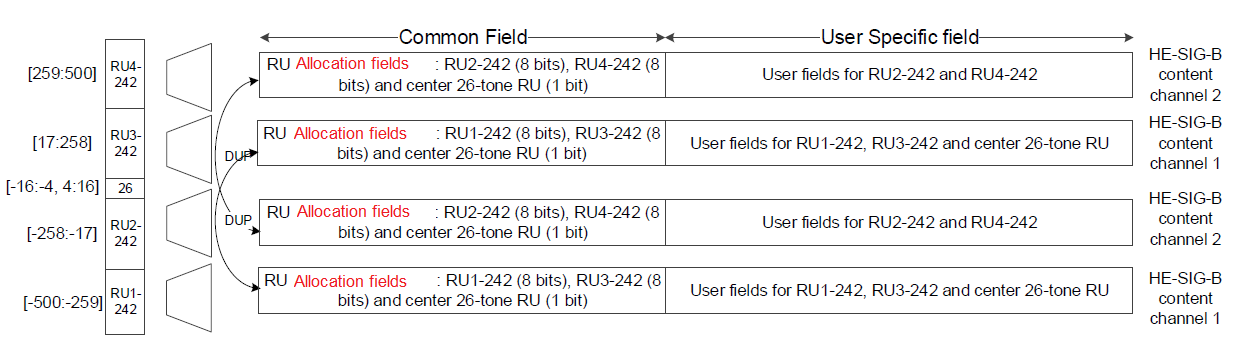 Common Field
User Specific field
[259:500]
RU4-
242
RU Allocation fields : RU2-242 (8 bits), RU4-242 (8
bits) and center 26-tone RU (1 bit)
User fields for RU2-242 and RU4-242
HE-SIG-B
content
channel 2
[17:258]
RU3-
242
DUP
RU Allocation fields : RU1-242 (8 bits), RU3-242 (8
bits) and center 26-tone RU (1 bit)
User fields for RU1-242, RU3-242 and center 26-tone RU
HE-SIG-B
content
channel 1
[-16:-4, 4:16]
26
[-258:-17]
RU2-
242
DUP
RU Allocation fields : RU2-242 (8 bits), RU4-242 (8
bits) and center 26-tone RU (1 bit)
User fields for RU2-242 and RU4-242
HE-SIG-B
content
channel 2
[-500:-259]
RU1-
242
RU Allocation fields : RU1-242 (8 bits), RU3-242 (8
bits) and center 26-tone RU (1 bit)
User fields for RU1-242, RU3-242 and center 26-tone RU
HE-SIG-B
content
channel 1